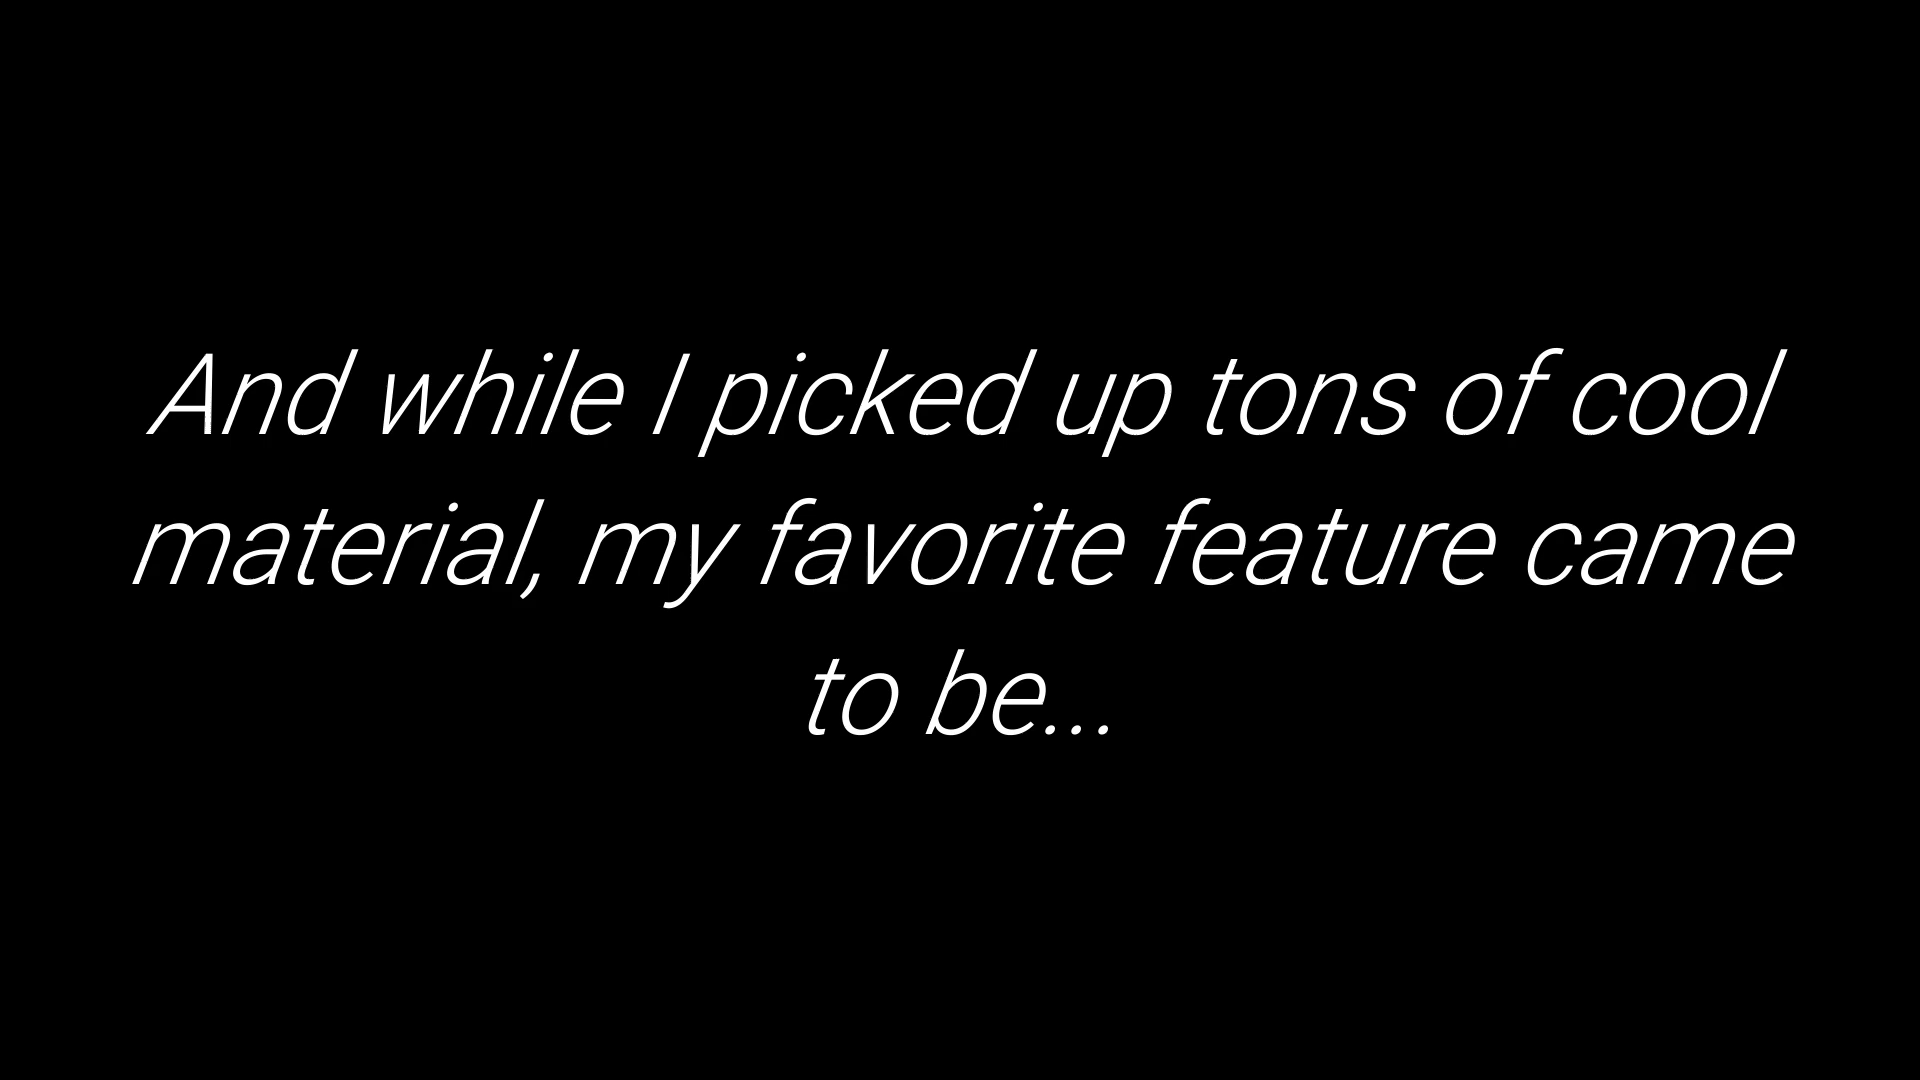 And while I picked up tons of cool
material, my favorite feature came
to be...